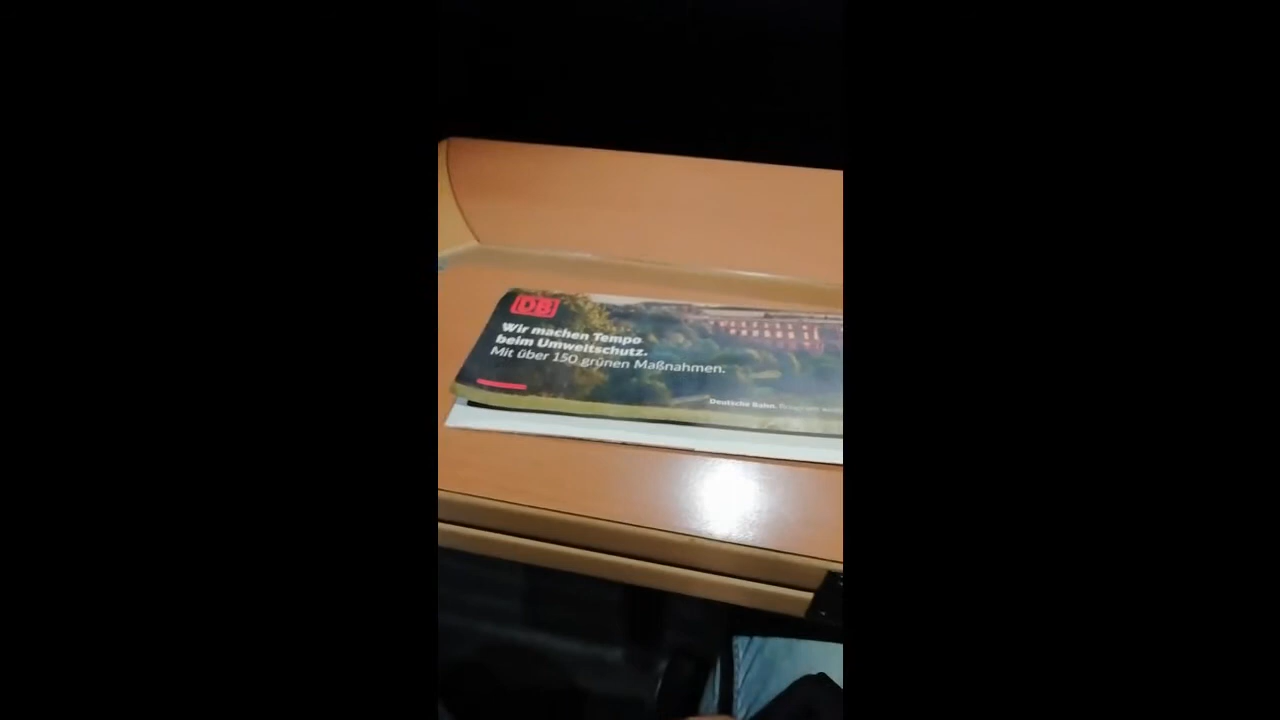 DB
Wir machen Tempo
beim Umweltschutz.
Mit über 150 grünen Maßnahmen.
Deutsche Bahn.